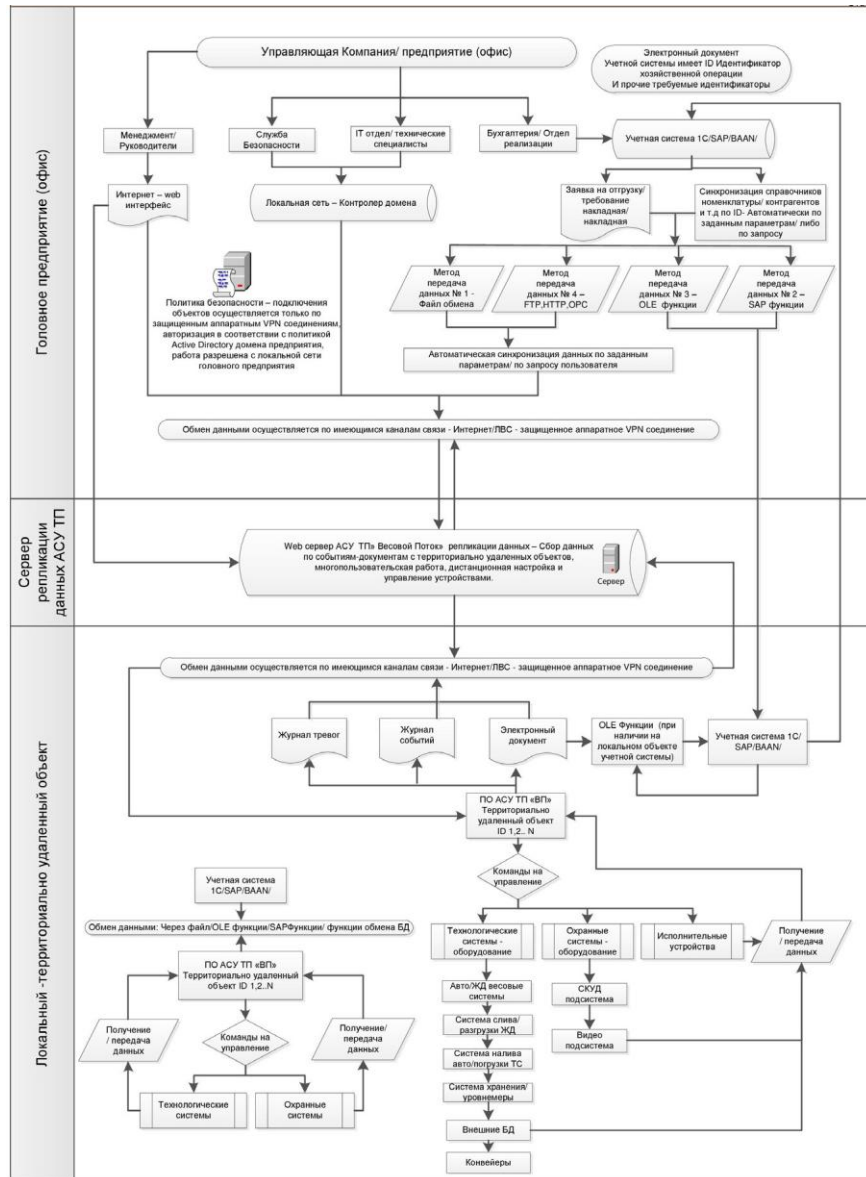 Головное предприятие (офис)
Управляющая Компания/ предприятие (офис)
Электронный документ
Учетной системы имеет ID Идентификатор
хозяйственной операции
И прочие требуемые идентификаторы
Менеджмент/
Руководители
Служба
Безопасности
IT отдел/ технические
специалисты
Бухгалтерия/ Отдел
реализации
Учетная система 1С/SAP/BAAN/
Интернет – web
интерфейс
Локальная сеть – Контролер домена
Заявка на отгрузку/
требование
накладная/
накладная
Синхронизация справочников
номенклатуры/ контрагентов
и т.д по ID- Автоматически по
заданным параметрам/ либо
по запросу
Политика безопасности – подключения
объектов осуществляется только по
защищенным аппаратным VPN соединениям,
авторизация в соответствии с политикой
Active Directory домена предприятия,
работа разрешена с локальной сети
головного предприятия
Метод
передача
данных № 1 -
Файл обмена
Метод
передача
данных № 4 –
FTP,HTTP,OPC
Метод
передача
данных № 3 –
OLE функции
Метод
передача
данных № 2 –
SAP функции
Автоматическая синхронизация данных по заданным
параметрам/ по запросу пользователя
Обмен данными осуществляется по имеющимся каналам связи - Интернет/ЛВС - защищенное аппаратное VPN соединение
Сервер
репликации
данных АСУ ТП
Web сервер АСУ ТП» Весовой Поток» репликации данных – Сбор данных
по событиям-документам с территориально удаленных объектов,
многопользовательская работа, дистанционная настройка и
управление устройствами.
Сервер
Локальный -территориально удаленный объект
Обмен данными осуществляется по имеющимся каналам связи - Интернет/ЛВС - защищенное аппаратное VPN соединение
Журнал тревог
Журнал
событий
Электронный
документ
OLE Функции (при
наличии на
локальном объекте
учетной системы)
Учетная система 1С/
SAP/BAAN/
ПО АСУ ТП «ВП»
Территориально
удаленный объект
ID 1,2.. N
Команды на
управление
Технологические
системы -
оборудование
Охранные
системы -
оборудование
Исполнительные
устройства
Получение
/ передача
данных
Авто/ЖД весовые
системы
Система слива/
разгрузки ЖД
Система налива
авто/погрузки ТС
Система хранения/
уровнемеры
Внешние БД
Конвейеры
СКУД
подсистема
Видео
подсистема
Учетная система
1С/SAP/BAAN/
Обмен данными: Через файл/OLE функции/SAPФункции/ функции обмена БД
ПО АСУ ТП «ВП»
Территориально удаленный
объект ID 1,2..N
Получение
/ передача
данных
Команды на
управление
Получение/
передача
данных
Технологические
системы
Охранные
системы